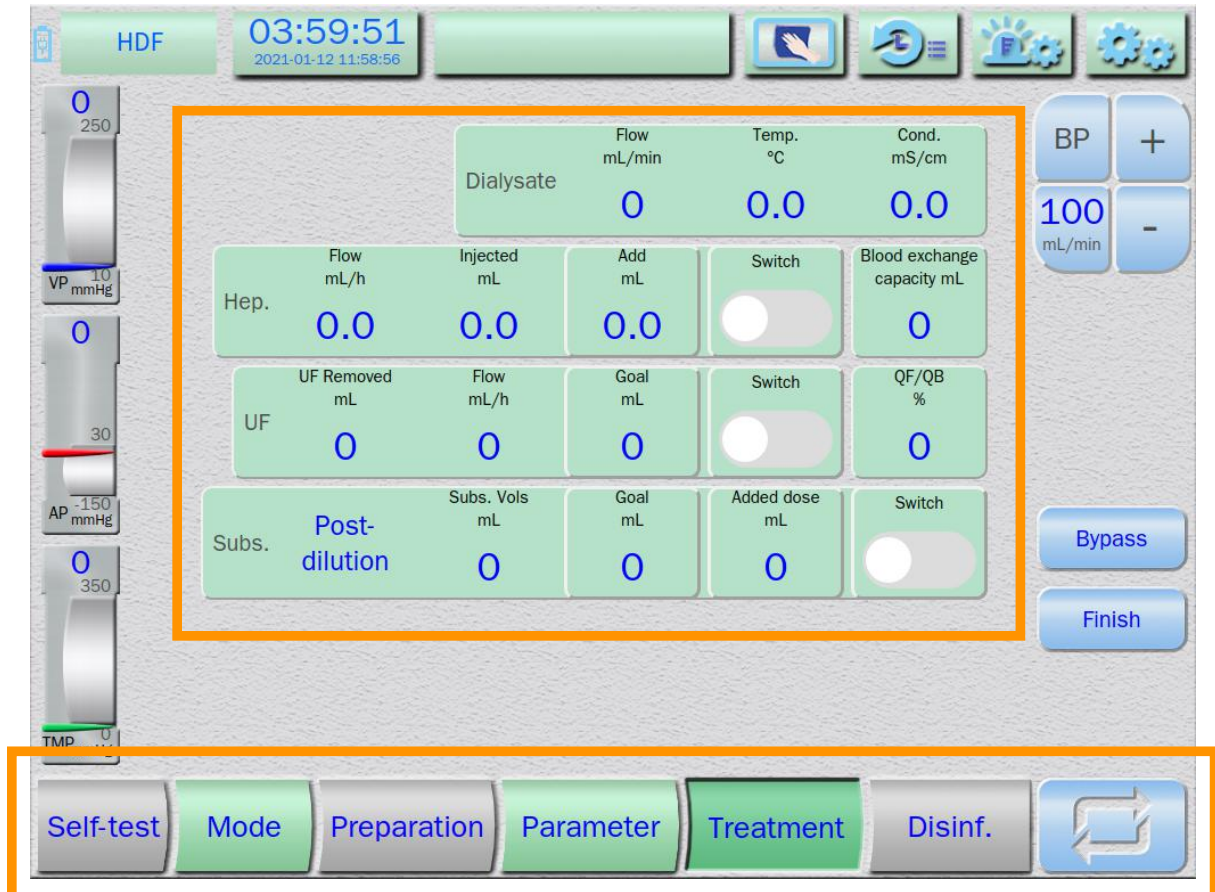 HDF
03:59:51
2021-01-12 11:58:56
0
250
10
VP mmHg
0
30
-150
AP mmHg
0
350
0
TMP
Dialysate
Flow mL/min 0
Temp. °C 0.0
Cond. mS/cm 0.0
Hep.
Flow mL/h 0.0
Injected mL 0.0
Add mL 0.0
Switch
Blood exchange
capacity mL
0
UF
UF Removed mL 0
Flow mL/h 0
Goal mL 0
Switch
QF/QB % 0
Subs.
Post-
dilution
Subs. Vols mL 0
Goal mL 0
Added dose mL 0
Switch
BP
+
100
mL/min
-
Bypass
Finish
Self-test
Mode
Preparation
Parameter
Treatment
Disinf.